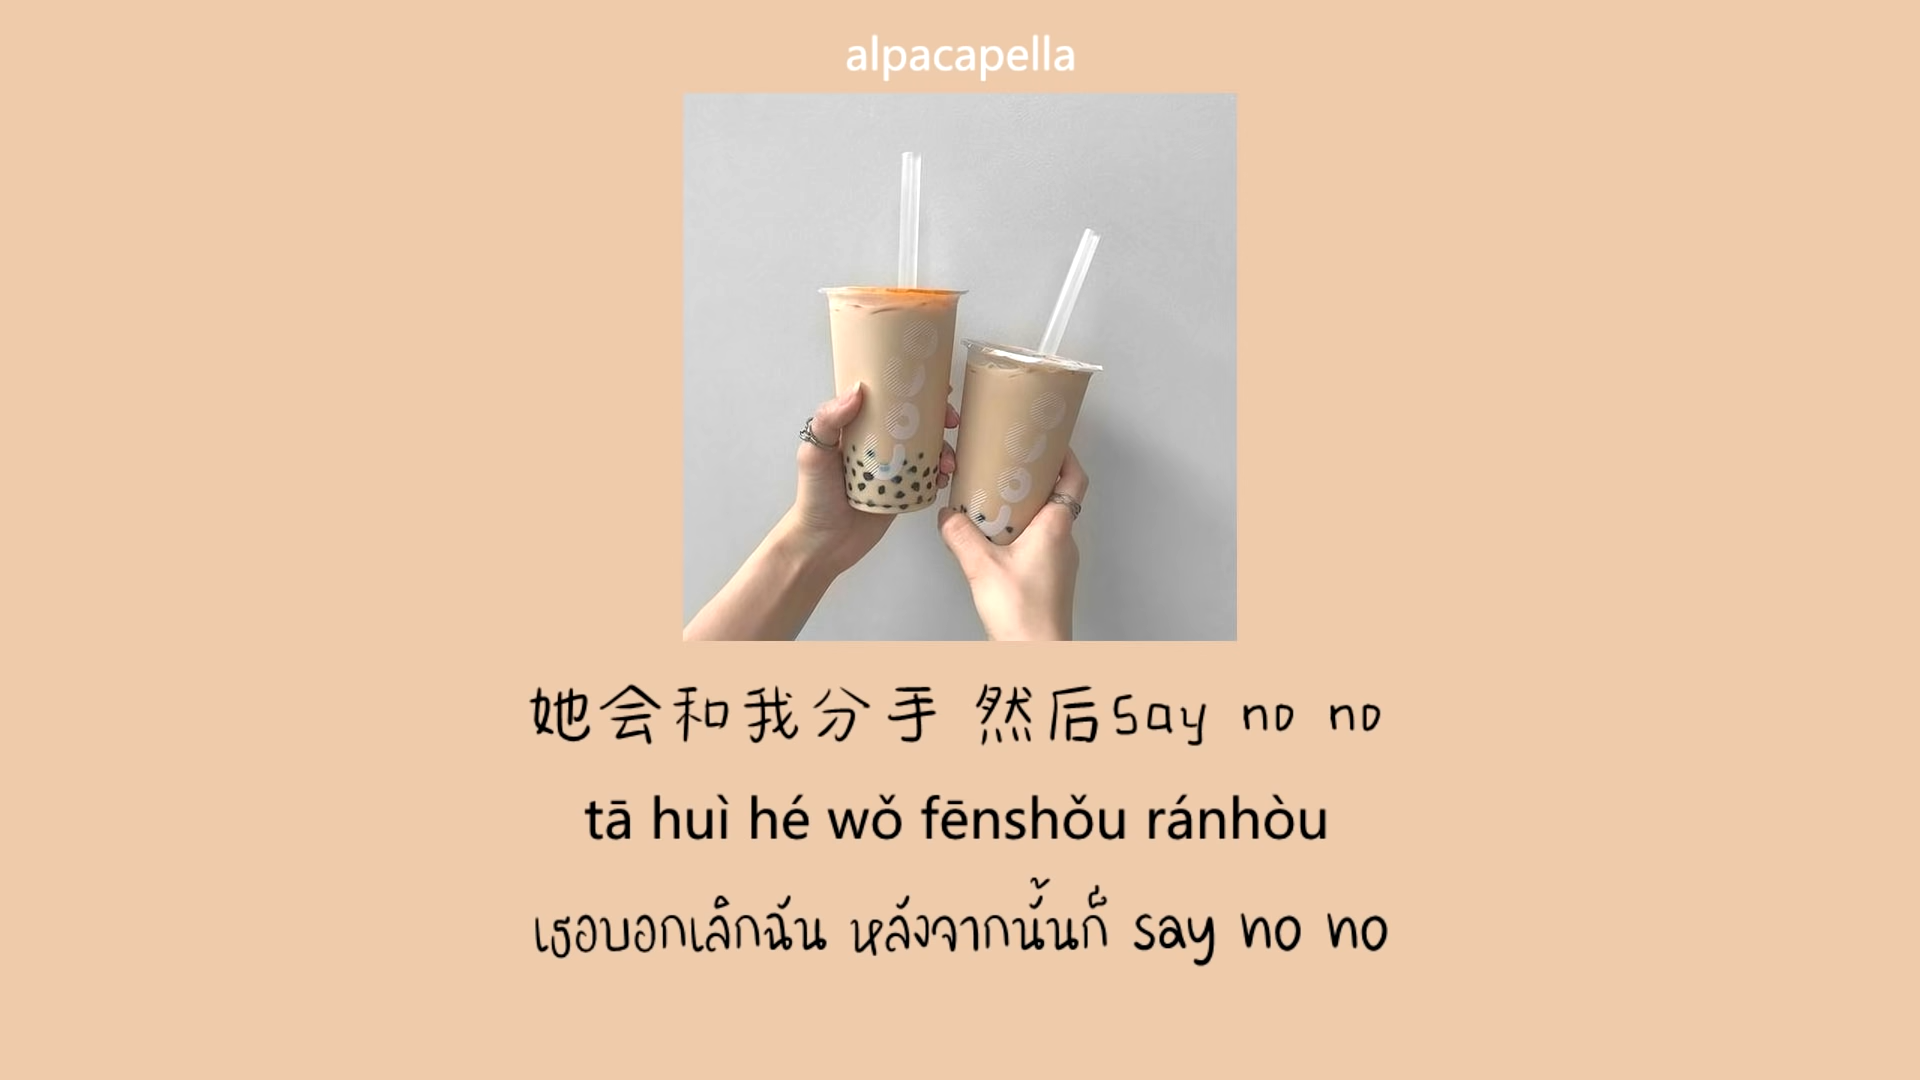 alpacapella
CoCo
CoCo
她会和我分手 然后Say no no
tā huì hé wǒ fēnshǒu ránhòu
เธอบอกเลิกฉัน หลังจากนั้นก็ say no no